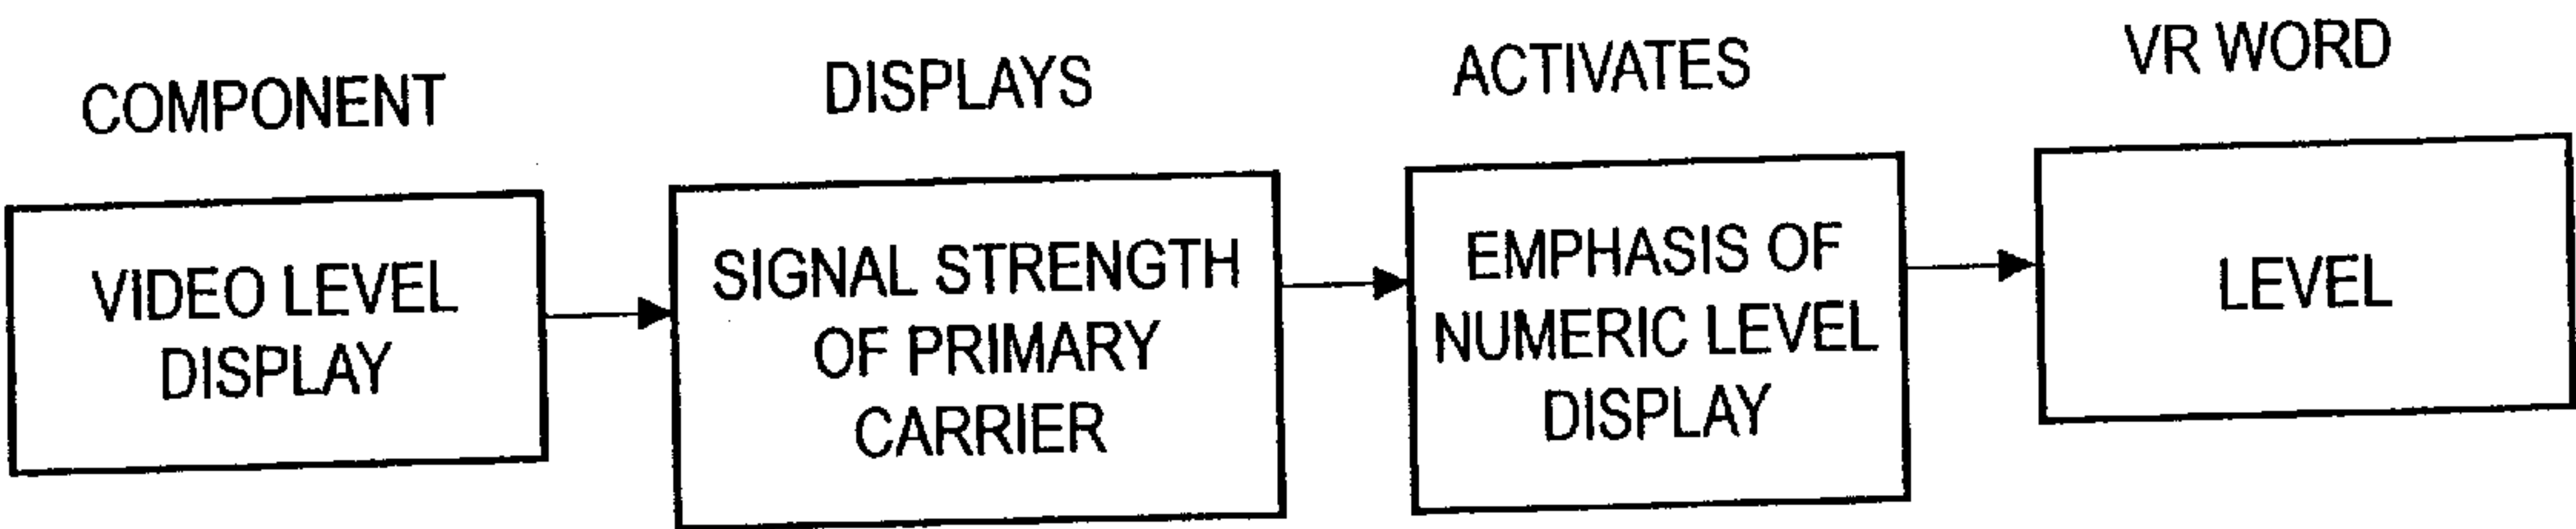 COMPONENT
DISPLAYS
ACTIVATES
VR WORD
VIDEO LEVEL
DISPLAY
SIGNAL STRENGTH
OF PRIMARY
CARRIER
EMPHASIS OF
NUMERIC LEVEL
DISPLAY
LEVEL